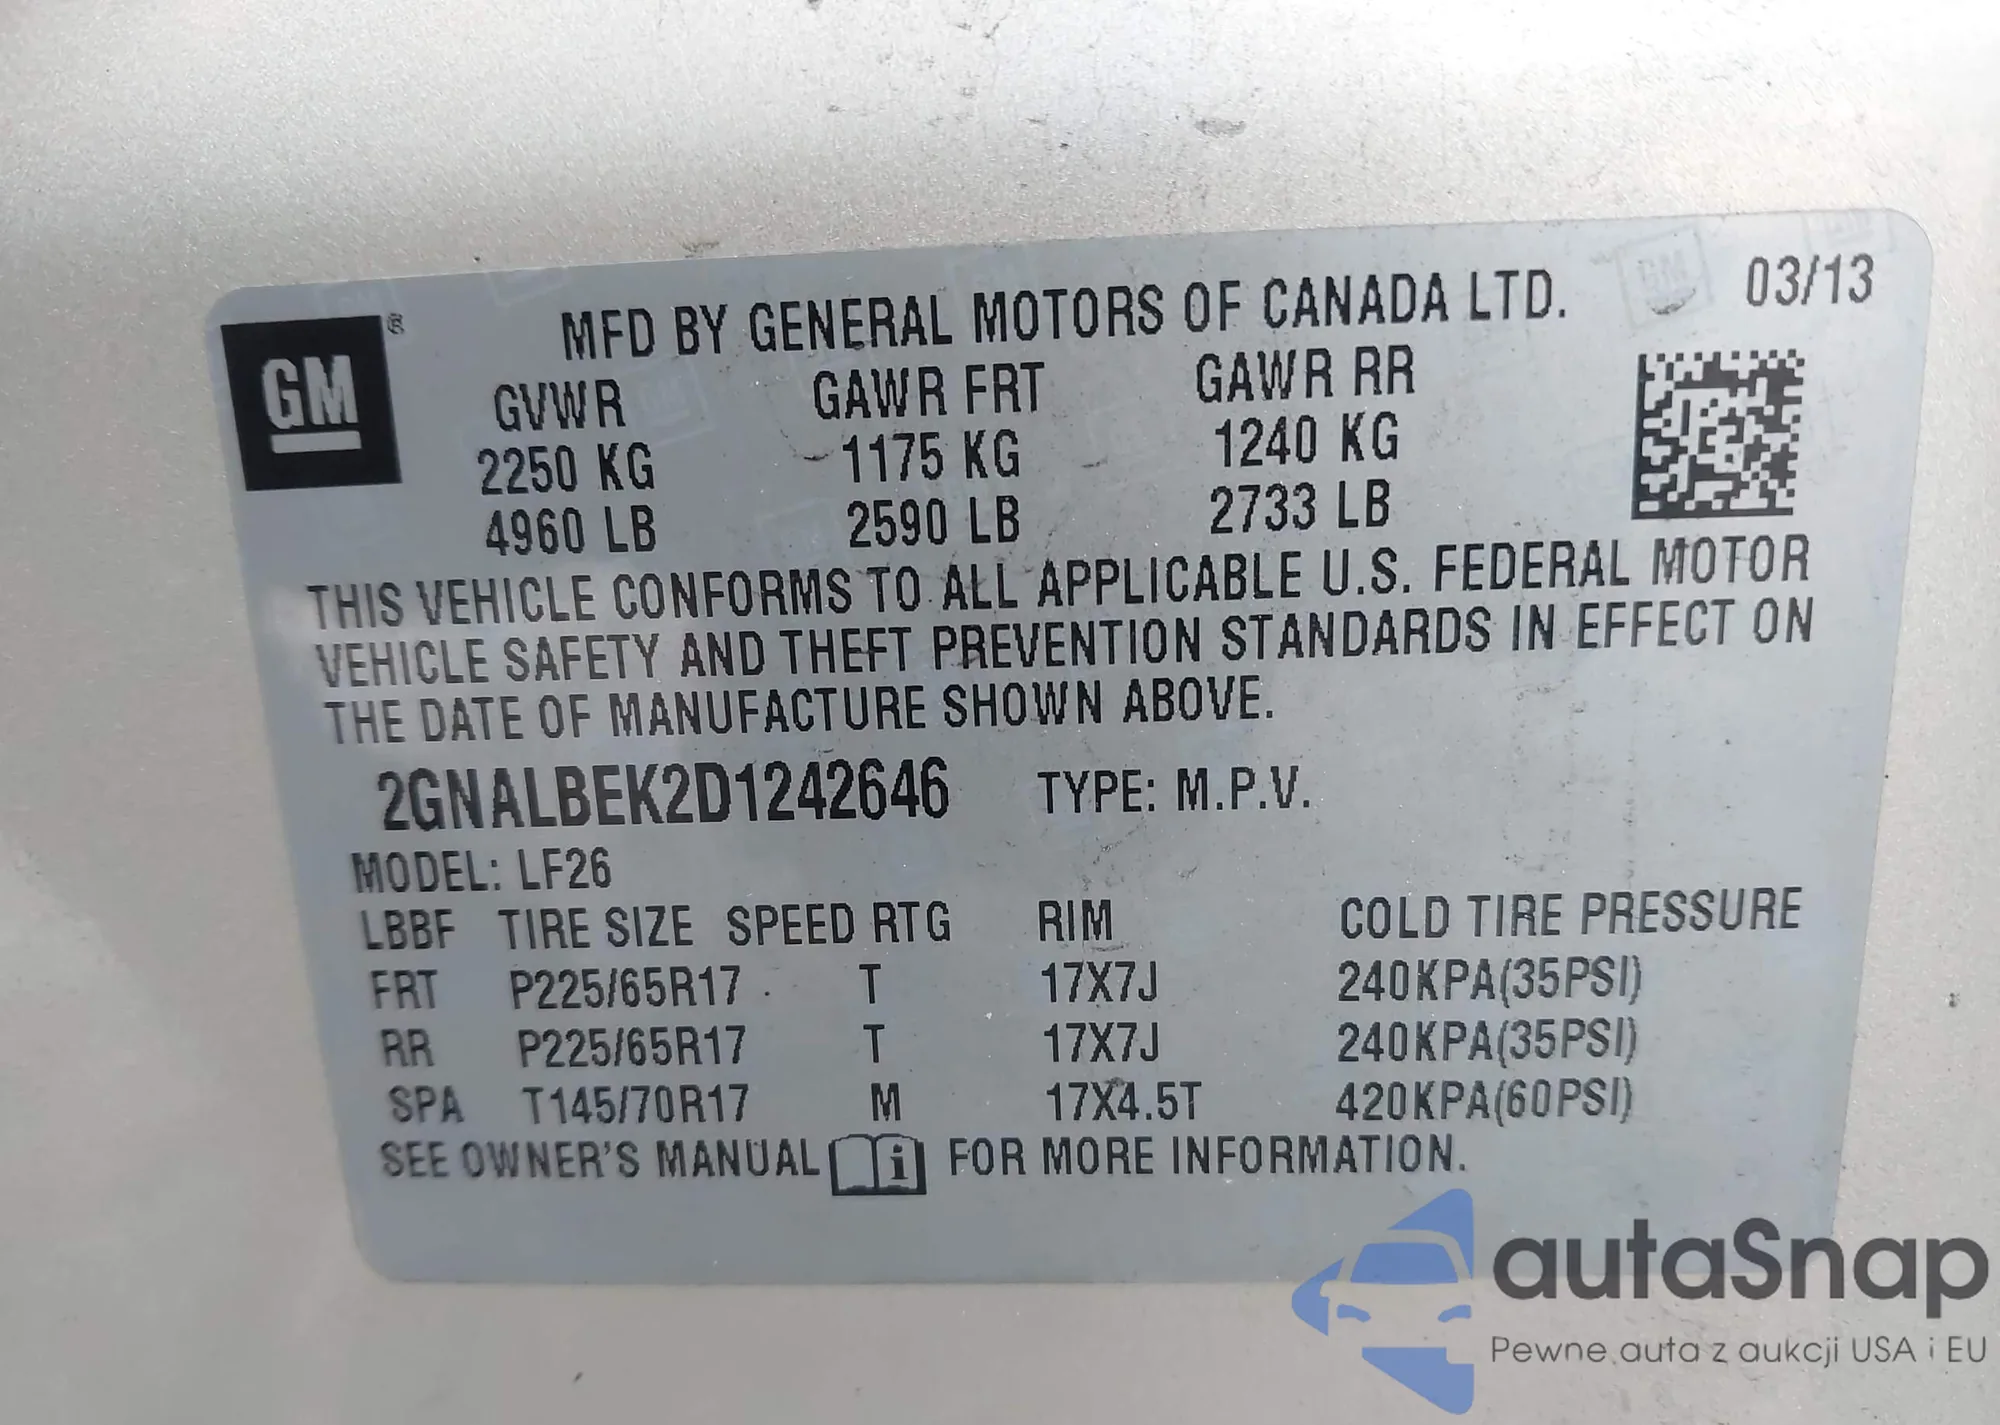 MFD BY GENERAL MOTORS OF CANADA LTD. 03/13
GM ®
GVWR GAWR FRT GAWR RR
2250 KG 1175 KG 1240 KG
4960 LB 2590 LB 2733 LB
THIS VEHICLE CONFORMS TO ALL APPLICABLE U.S. FEDERAL MOTOR
VEHICLE SAFETY AND THEFT PREVENTION STANDARDS IN EFFECT ON
THE DATE OF MANUFACTURE SHOWN ABOVE.
2GNALBEK2D1242646 TYPE: M.P.V.
MODEL: LF26
LBBF TIRE SIZE SPEED RTG RIM COLD TIRE PRESSURE
FRT P225/65R17 T 17X7J 240KPA(35PSI)
RR P225/65R17 T 17X7J 240KPA(35PSI)
SPA T145/70R17 M 17X4.5T 420KPA(60PSI)
SEE OWNER'S MANUAL i FOR MORE INFORMATION.
autaSnap
Pewne auta z aukcji USA i EU